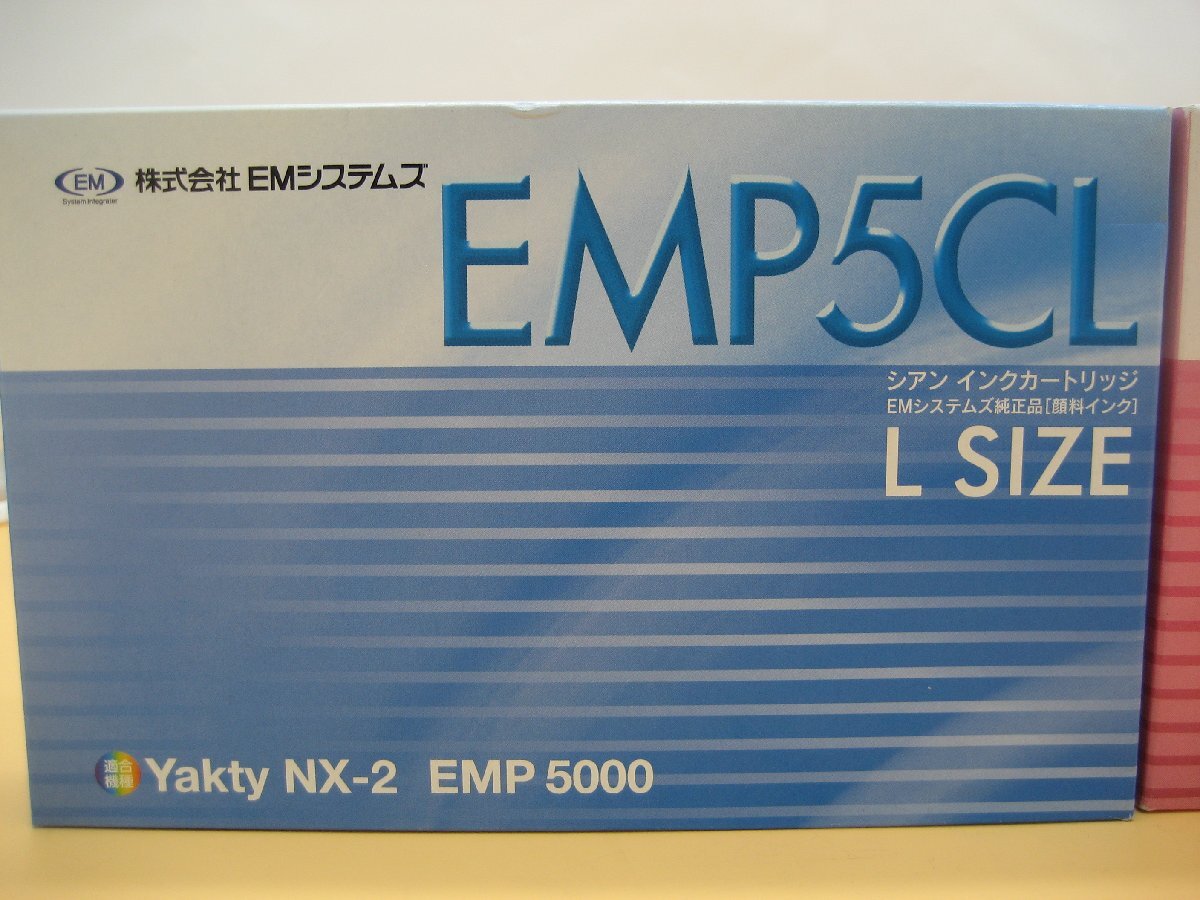 EM 株式会社 EMシステムズ
System Integrater
EMP5CL
シアン インクカートリッジ
EMシステムズ純正品[顔料インク]
L SIZE
適合
機種
Yakty NX-2 EMP 5000